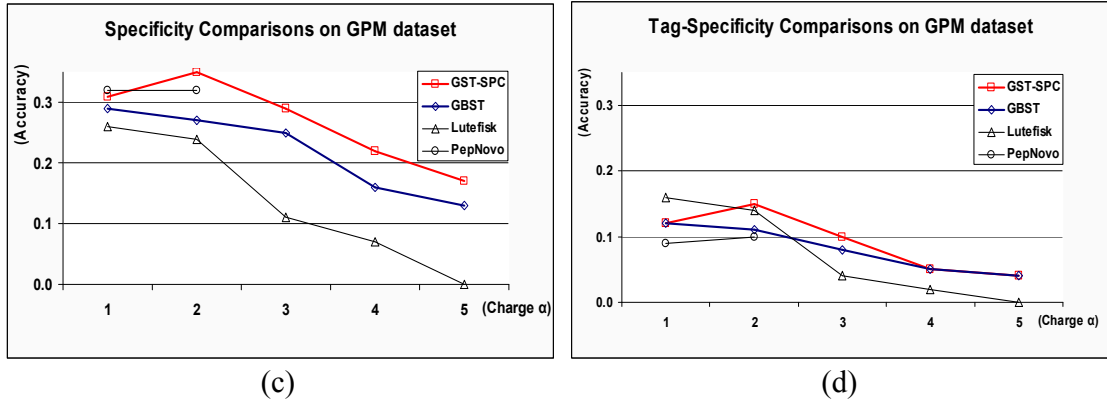 Specificity Comparisons on GPM dataset
(Accuracy)
0.3
0.2
0.1
0.0
GST-SPC
GBST
Lutefisk
PepNovo
1 2 3 4 5 (Charge α)
(c)
Tag-Specificity Comparisons on GPM dataset
(Accuracy)
0.3
0.2
0.1
0.0
GST-SPC
GBST
Lutefisk
PepNovo
1 2 3 4 5 (Charge α)
(d)